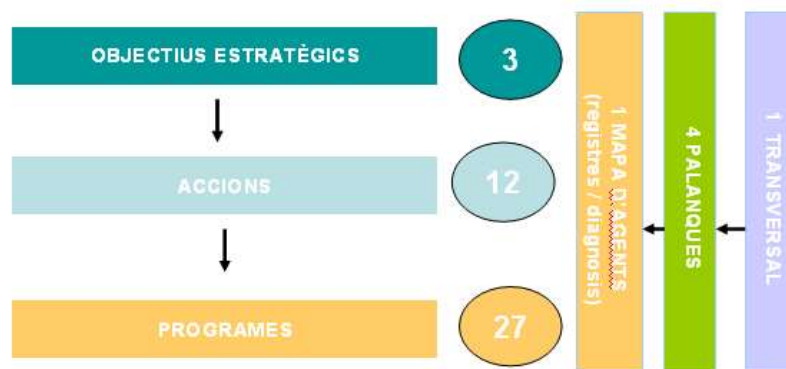 OBJECTIUS ESTRATÈGICS
3
ACCIONS
12
PROGRAMES
27
1 MAPA D'AGENTS
(registres / diagnosis)
4 PALANQUES
1 TRANSVERSAL